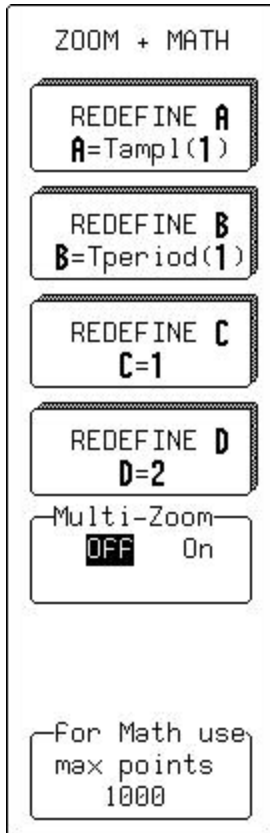 ZOOM + MATH
REDEFINE A
A=Tampl(1)
REDEFINE B
B=Tperiod(1)
REDEFINE C
C=1
REDEFINE D
D=2
Multi-Zoom
OFF On
For Math use
max points
1000